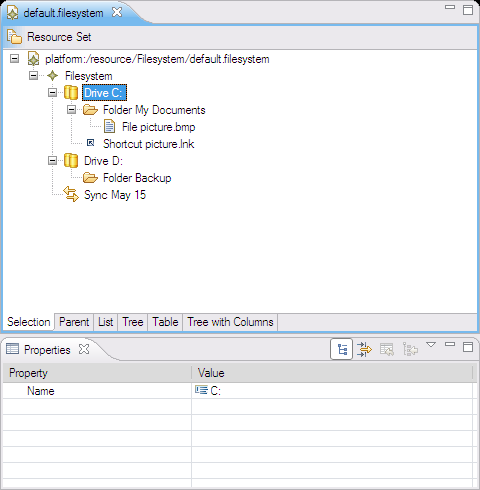 default.filesystem
Resource Set
platform:/resource/Filesystem/default.filesystem
Filesystem
Drive C:
Folder My Documents
File picture.bmp
Shortcut picture.lnk
Drive D:
Folder Backup
Sync May 15
Selection Parent List Tree Table Tree with Columns
Properties
Property Value
Name C: